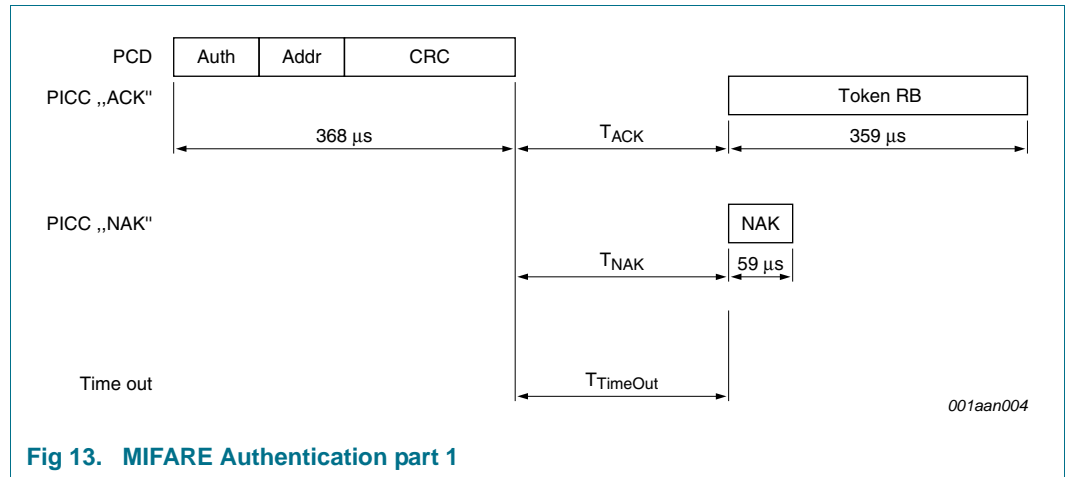 PCD Auth Addr CRC
PICC ,,ACK" Token RB
368 μs TACK 359 μs
PICC ,,NAK" NAK
TNAK 59 μs
Time out TTimeOut
001aan004
Fig 13. MIFARE Authentication part 1